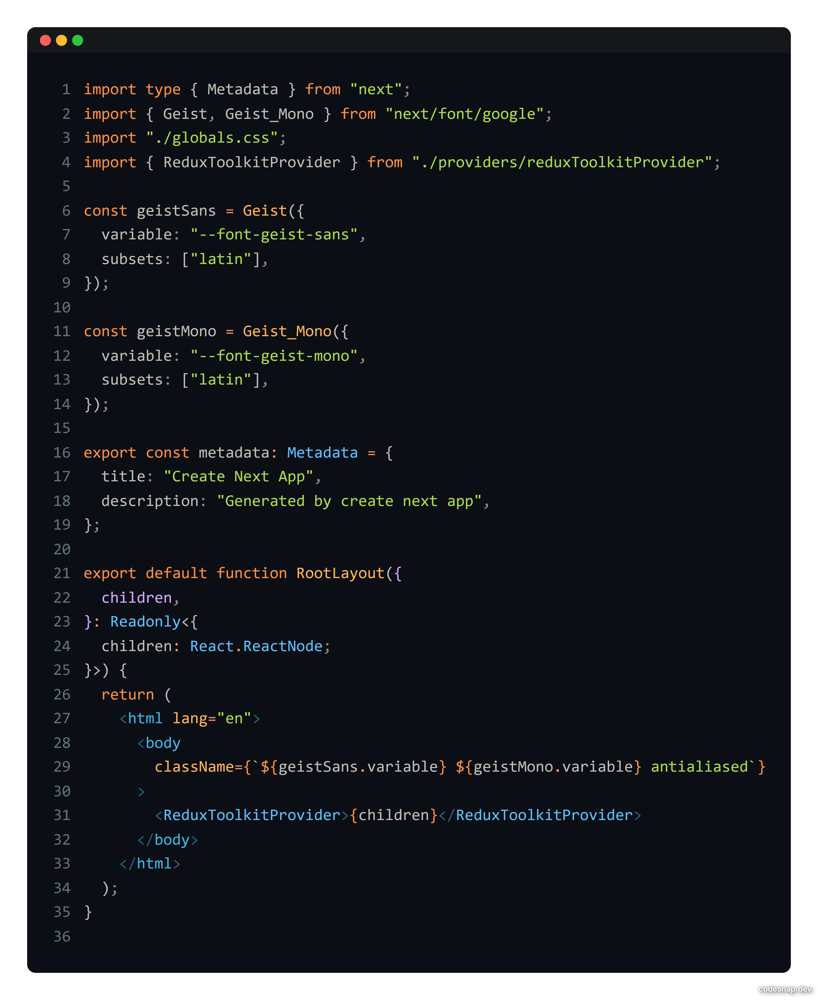 1 import type { Metadata } from "next";
2 import { Geist, Geist_Mono } from "next/font/google";
3 import "./globals.css";
4 import { ReduxToolkitProvider } from "./providers/reduxToolkitProvider";
5
6 const geistSans = Geist({
7   variable: "--font-geist-sans",
8   subsets: ["latin"],
9 });
10
11 const geistMono = Geist_Mono({
12   variable: "--font-geist-mono",
13   subsets: ["latin"],
14 });
15
16 export const metadata: Metadata = {
17   title: "Create Next App",
18   description: "Generated by create next app",
19 };
20
21 export default function RootLayout({
22   children,
23 }: Readonly<{
24   children: React.ReactNode;
25 }>) {
26   return (
27     <html lang="en">
28       <body
29         className={`${geistSans.variable} ${geistMono.variable} antialiased`}
30       >
31         <ReduxToolkitProvider>{children}</ReduxToolkitProvider>
32       </body>
33     </html>
34   );
35 }
36
codesnap.dev